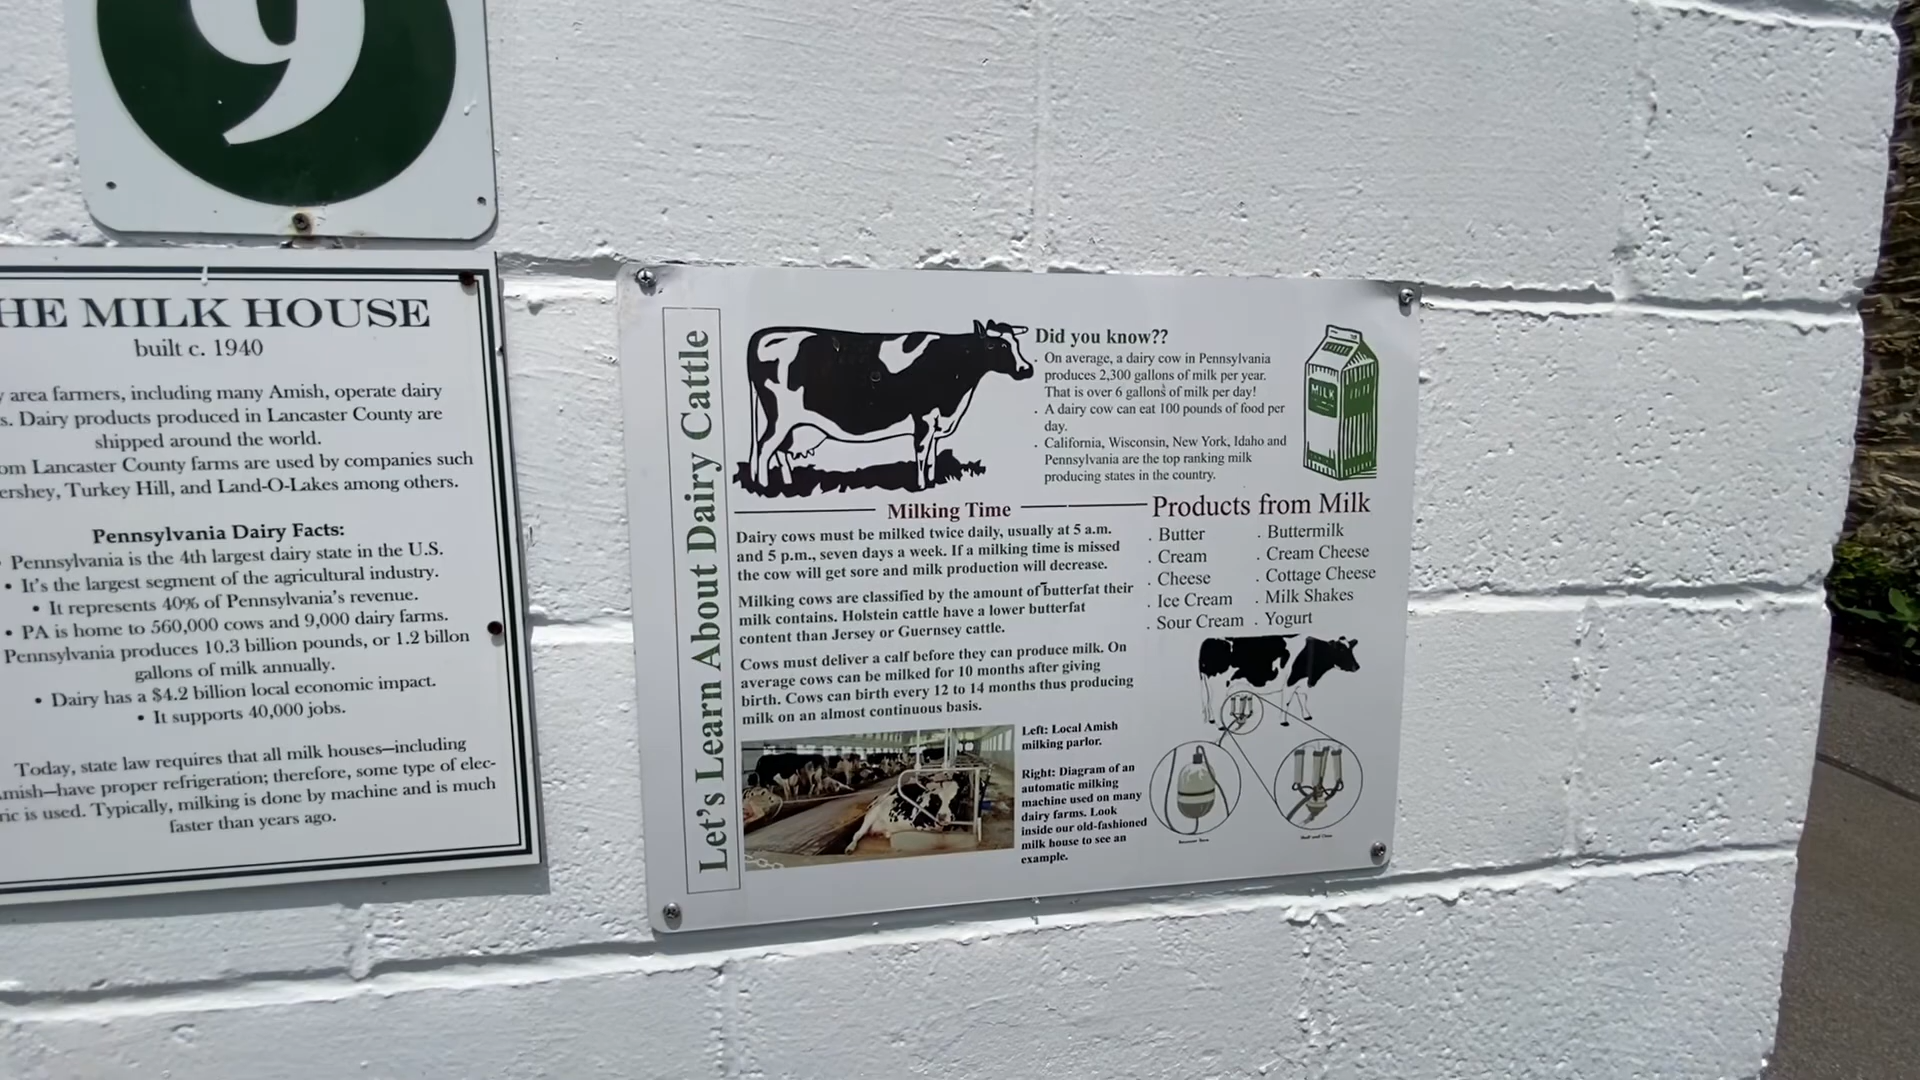 9
HE MILK HOUSE
built c. 1940
area farmers, including many Amish, operate dairy
s. Dairy products produced in Lancaster County are
shipped around the world.
om Lancaster County farms are used by companies such
ershey, Turkey Hill, and Land-O-Lakes among others.
Pennsylvania Dairy Facts:
Pennsylvania is the 4th largest dairy state in the U.S.
• It's the largest segment of the agricultural industry.
• It represents 40% of Pennsylvania's revenue.
• PA is home to 560,000 cows and 9,000 dairy farms.
Pennsylvania produces 10.3 billion pounds, or 1.2 billon
gallons of milk annually.
• Dairy has a $4.2 billion local economic impact.
• It supports 40,000 jobs.
Today, state law requires that all milk houses—including
mish—have proper refrigeration; therefore, some type of elec-
ric is used. Typically, milking is done by machine and is much
faster than years ago.
Let's Learn About Dairy Cattle
Did you know??
. On average, a dairy cow in Pennsylvania
produces 2,300 gallons of milk per year.
That is over 6 gallons of milk per day!
. A dairy cow can eat 100 pounds of food per
day.
. California, Wisconsin, New York, Idaho and
Pennsylvania are the top ranking milk
producing states in the country.
MILK
Milking Time
Dairy cows must be milked twice daily, usually at 5 a.m.
and 5 p.m., seven days a week. If a milking time is missed
the cow will get sore and milk production will decrease.
Milking cows are classified by the amount of butterfat their
milk contains. Holstein cattle have a lower butterfat
content than Jersey or Guernsey cattle.
Cows must deliver a calf before they can produce milk. On
average cows can be milked for 10 months after giving
birth. Cows can birth every 12 to 14 months thus producing
milk on an almost continuous basis.
Products from Milk
. Butter
. Cream
. Cheese
. Ice Cream
. Sour Cream
. Buttermilk
. Cream Cheese
. Cottage Cheese
. Milk Shakes
. Yogurt
Left: Local Amish
milking parlor.
Right: Diagram of an
automatic milking
machine used on many
dairy farms. Look
inside our old-fashioned
milk house to see an
example.